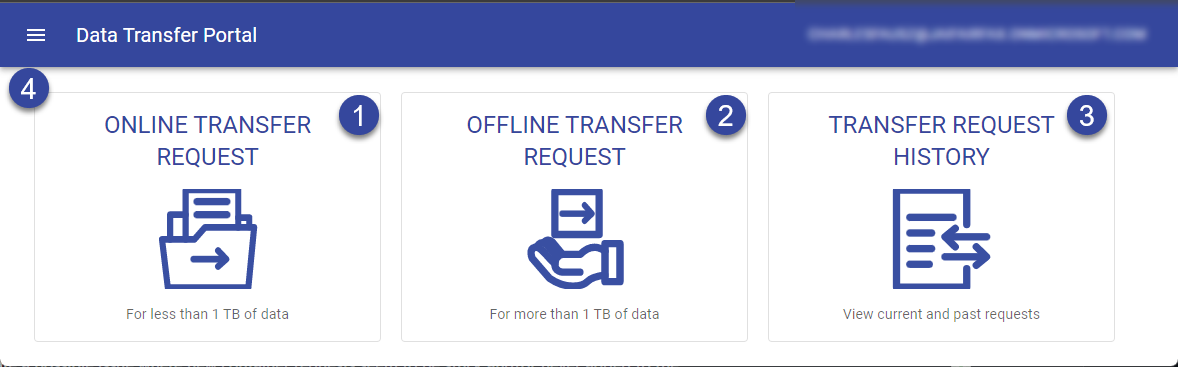 Data Transfer Portal
4
1
ONLINE TRANSFER
REQUEST
For less than 1 TB of data
2
OFFLINE TRANSFER
REQUEST
For more than 1 TB of data
3
TRANSFER REQUEST
HISTORY
View current and past requests